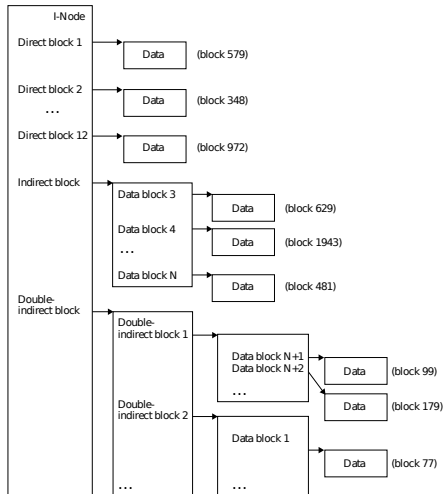 I-Node
Direct block 1
Data
(block 579)
Direct block 2
Data
(block 348)
...
Direct block 12
Data
(block 972)
Indirect block
Data block 3
Data
(block 629)
Data block 4
Data
(block 1943)
...
Data block N
Data
(block 481)
Double-
indirect block
Double-
indirect block 1
Data block N+1
Data block N+2
...
Data
(block 99)
Data
(block 179)
Double-
indirect block 2
Data block 1
Data
(block 77)
...
...